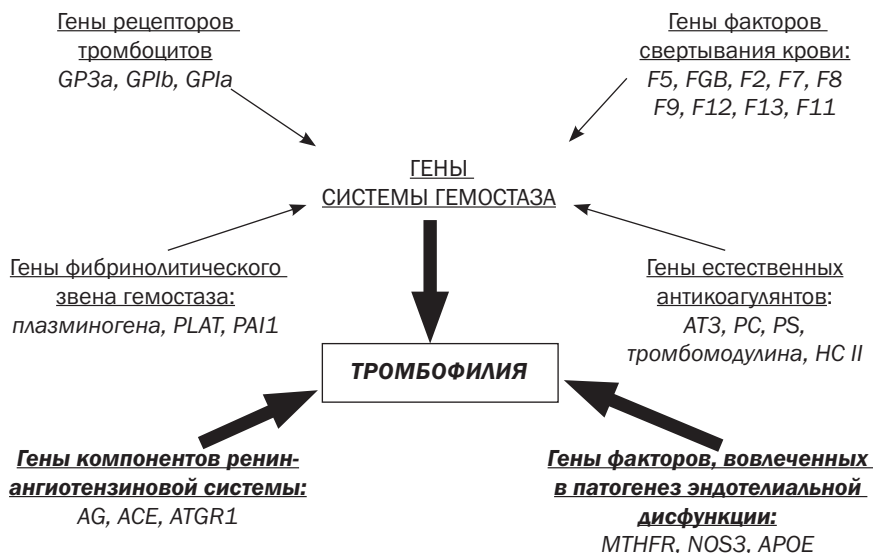 Гены рецепторов
тромбоцитов
GP3a, GPIb, GPIa
Гены факторов
свертывания крови:
F5, FGB, F2, F7, F8
F9, F12, F13, F11
ГЕНЫ
СИСТЕМЫ ГЕМОСТАЗА
Гены фибринолитического
звена гемостаза:
плазминогена, PLAT, PAI1
Гены естественных
антикоагулянтов:
АТ3, PC, PS,
тромбомодулина, HC II
ТРОМБОФИЛИЯ
Гены компонентов ренин-
ангиотензиновой системы:
AG, ACE, ATGR1
Гены факторов, вовлеченных
в патогенез эндотелиальной
дисфункции:
MTHFR, NOS3, APOE